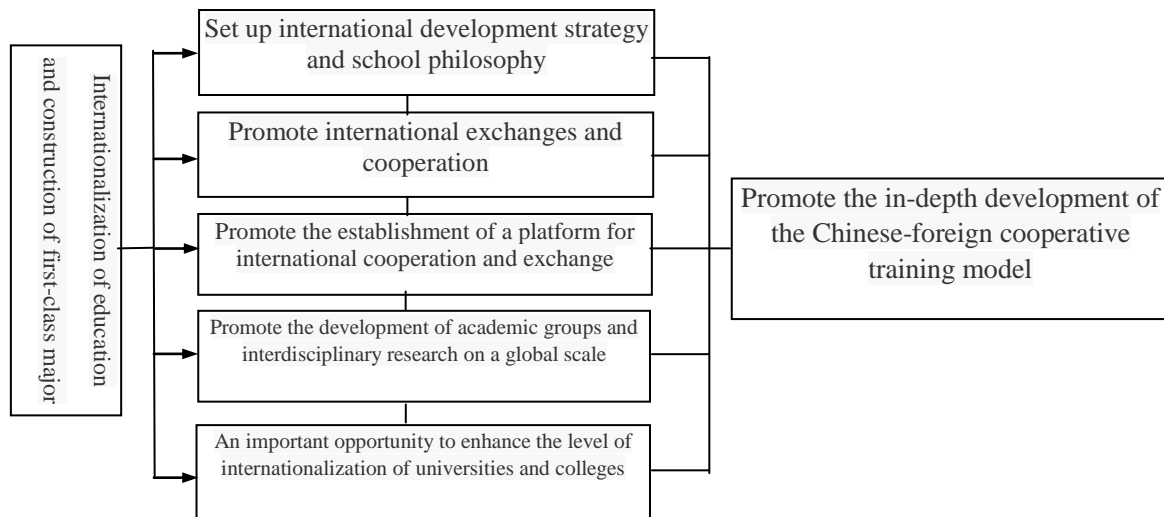 Internationalization of education
and construction of first-class major
Set up international development strategy
and school philosophy
Promote international exchanges and
cooperation
Promote the establishment of a platform for
international cooperation and exchange
Promote the development of academic groups and
interdisciplinary research on a global scale
An important opportunity to enhance the level of
internationalization of universities and colleges
Promote the in-depth development of
the Chinese-foreign cooperative
training model